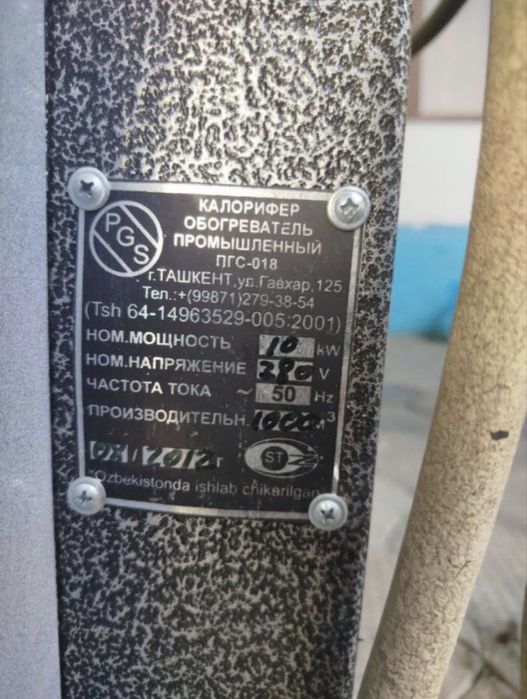 PGS
КАЛОРИФЕР
ОБОГРЕВАТЕЛЬ
ПРОМЫШЛЕННЫЙ
ПГС-018
г.ТАШКЕНТ,ул.Гавхар,125
Тел.:+(99871)279-38-54
(Tsh 64-14963529-005:2001)
НОМ.МОЩНОСТЬ 10 kW
НОМ.НАПРЯЖЕНИЕ 380 V
ЧАСТОТА ТОКА ~ 50 Hz
ПРОИЗВОДИТЕЛЬН. 1000 м³
2012 г
ST
O'zbekistonda ishlab chikarilgan